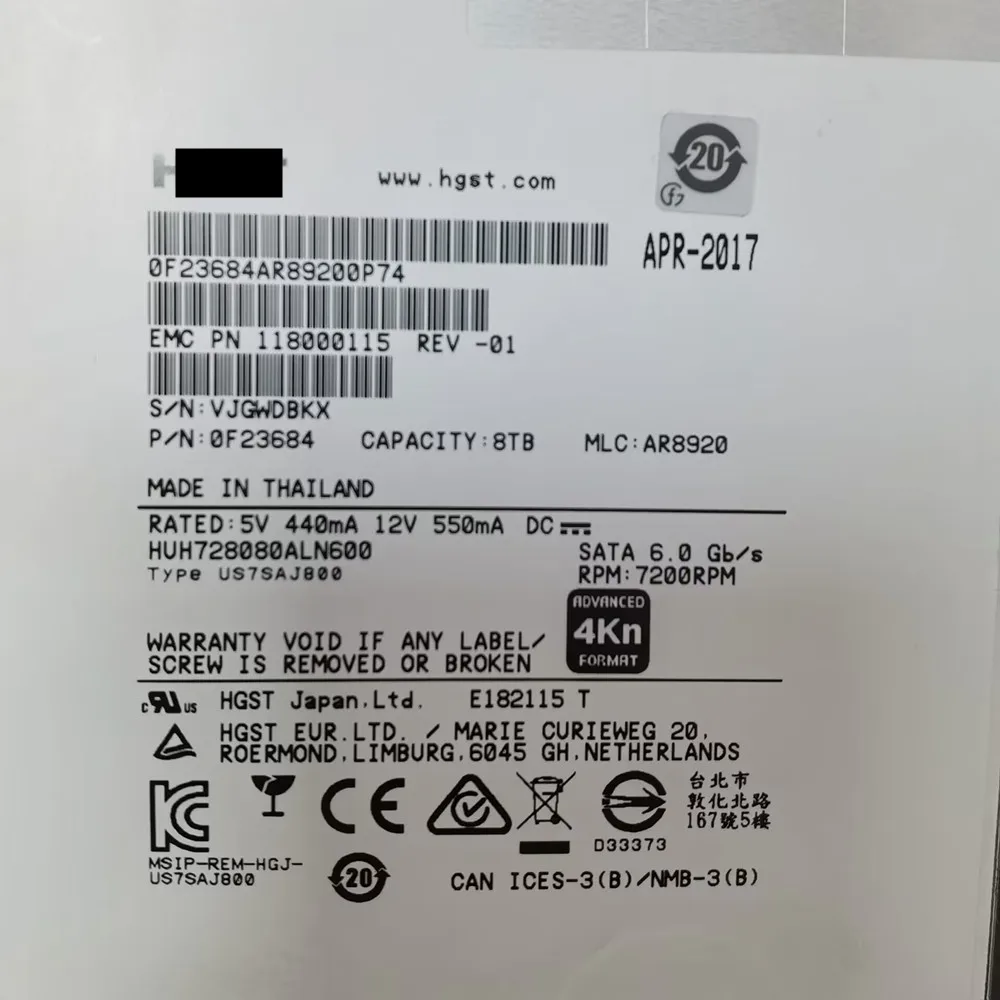 www.hgst.com
20
APR-2017
0F23684AR89200P74
EMC PN 118000115 REV -01
S/N:VJGWDBKX
P/N:0F23684 CAPACITY:8TB MLC:AR8920
MADE IN THAILAND
RATED:5V 440mA 12V 550mA DC
HUH728080ALN600 SATA 6.0 Gb/s
Type US7SAJ800 RPM:7200RPM
ADVANCED
4Kn
FORMAT
WARRANTY VOID IF ANY LABEL/
SCREW IS REMOVED OR BROKEN
c RU us HGST Japan,Ltd. E182115 T
HGST EUR.LTD. / MARIE CURIEWEG 20,
ROERMOND,LIMBURG,6045 GH,NETHERLANDS
KC CE
台北市
敦化北路
167號5樓
D33373
MSIP-REM-HGJ-
US7SAJ800
20
CAN ICES-3(B)/NMB-3(B)